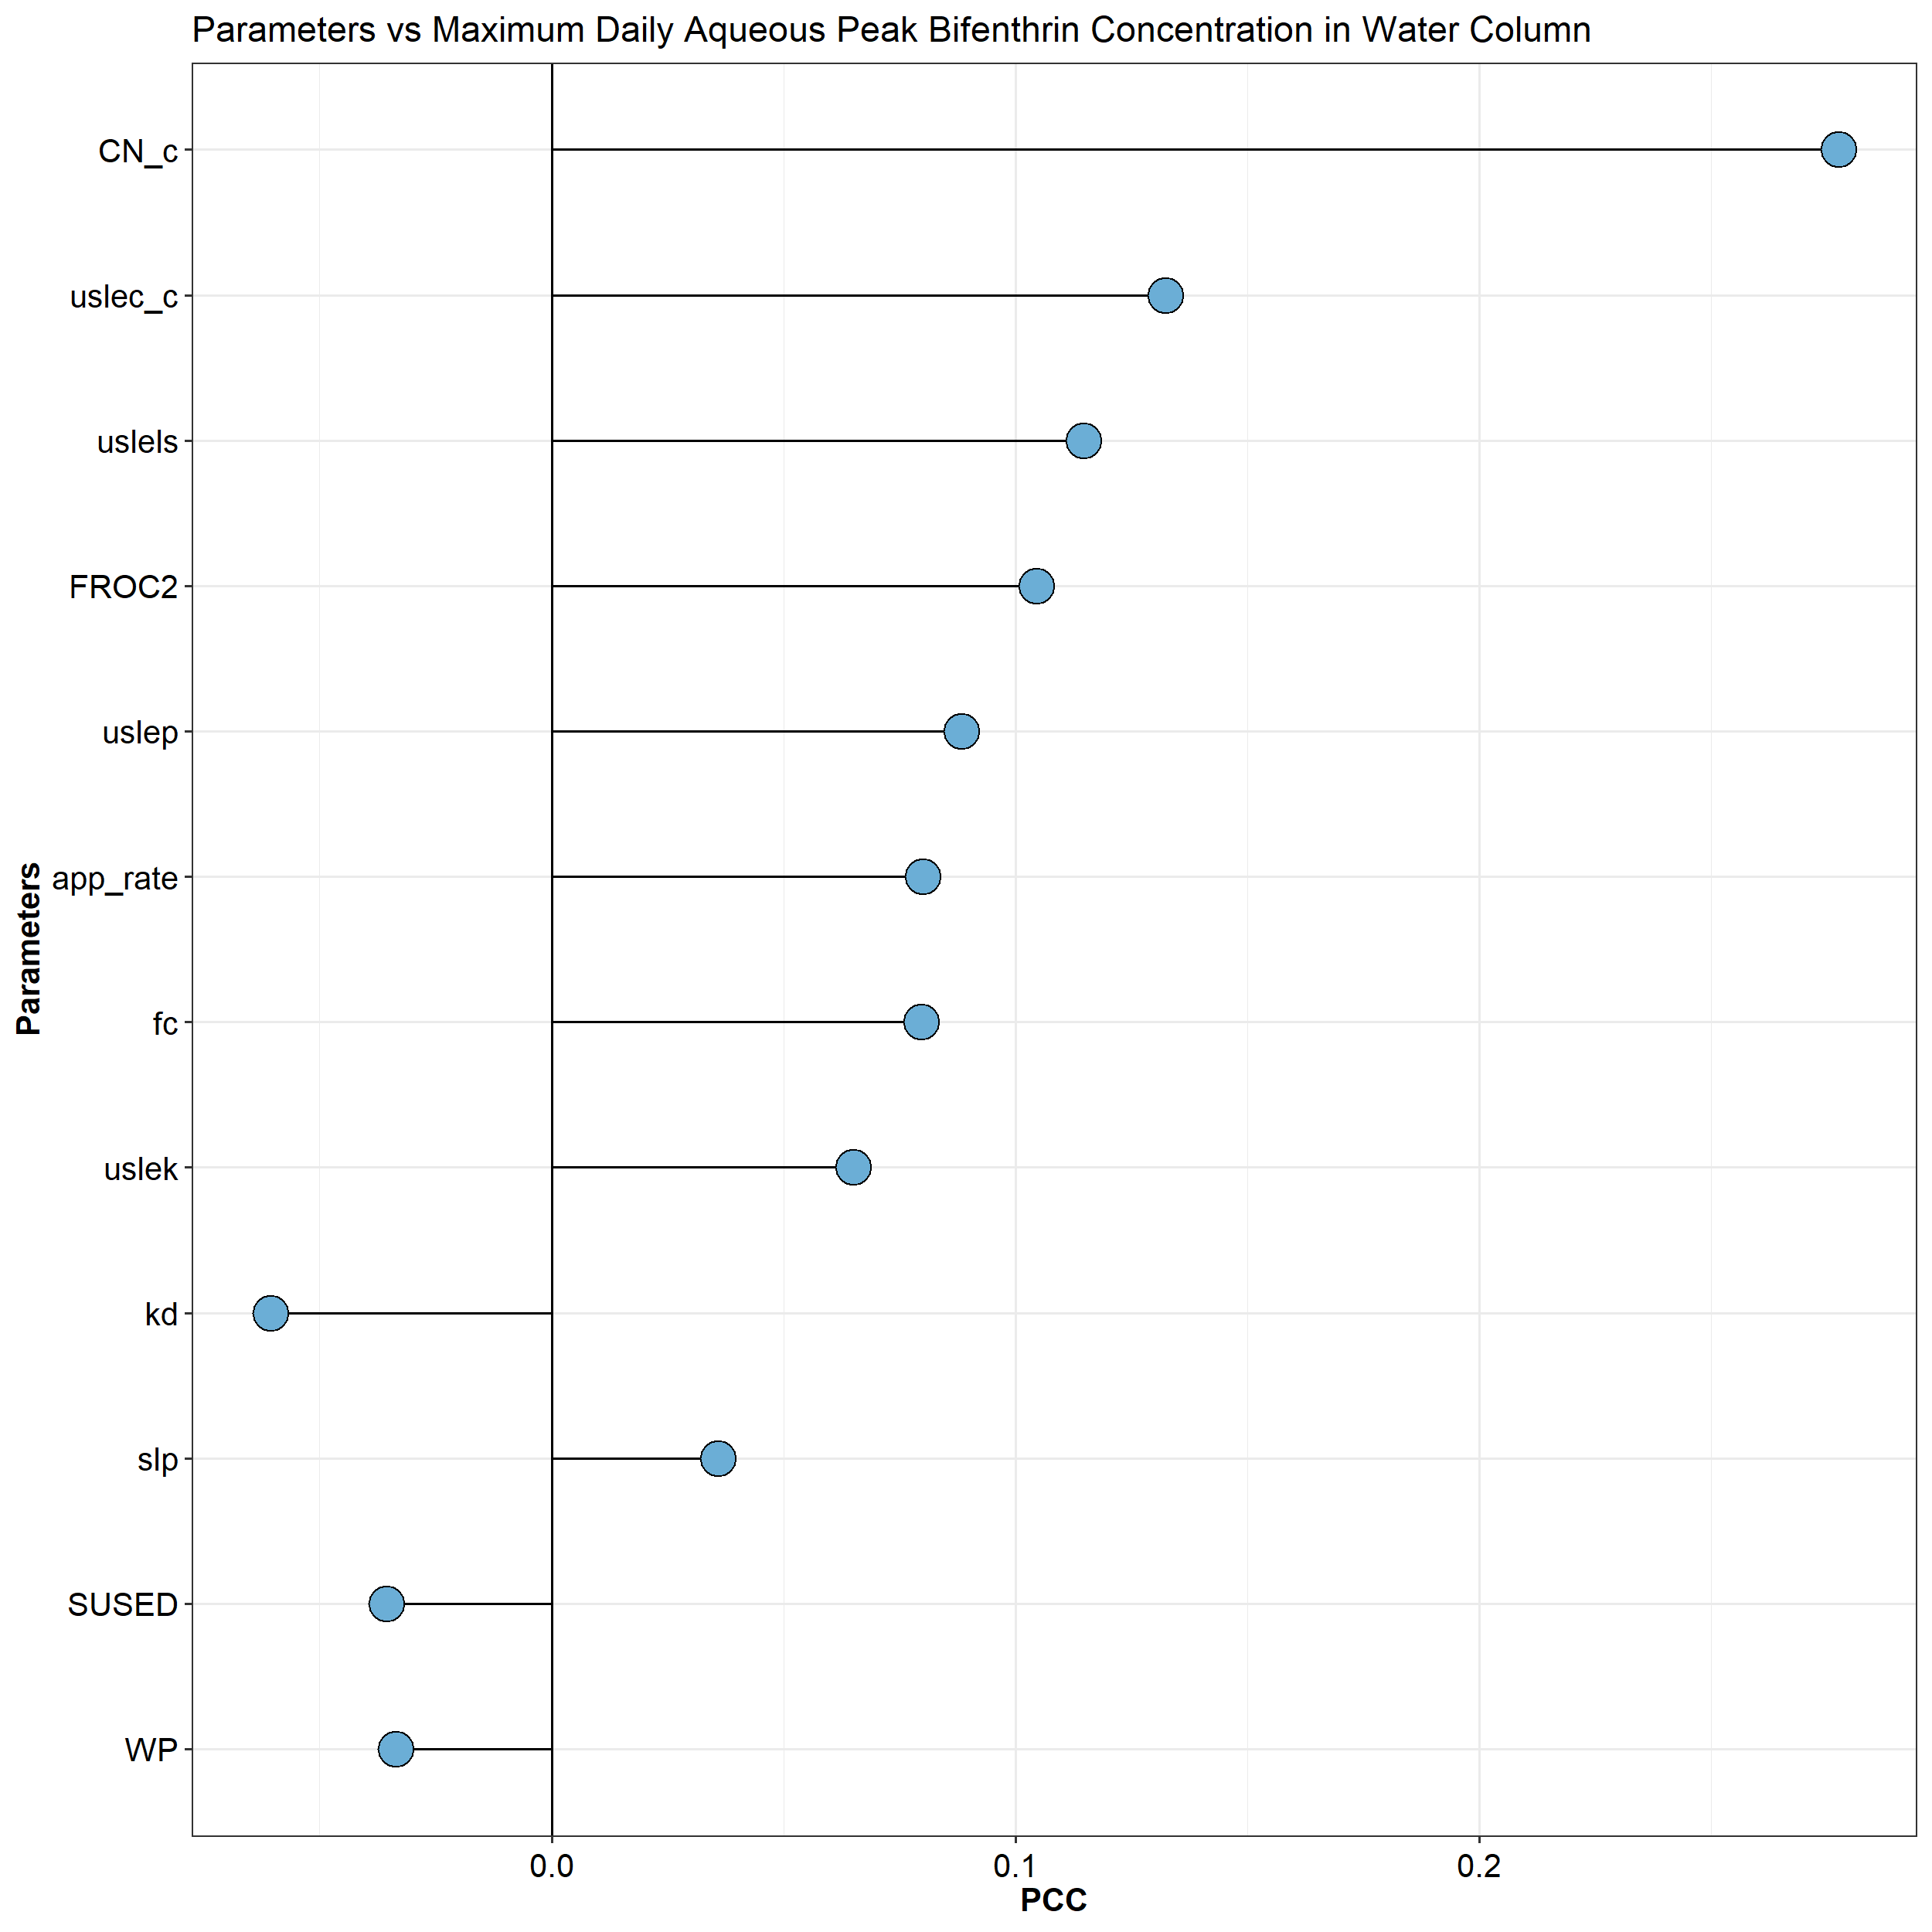 Parameters vs Maximum Daily Aqueous Peak Bifenthrin Concentration in Water Column
CN_c
uslec_c
uslels
FROC2
uslep
app_rate
fc
uslek
kd
slp
SUSED
WP
Parameters
0.0 0.1 0.2
PCC